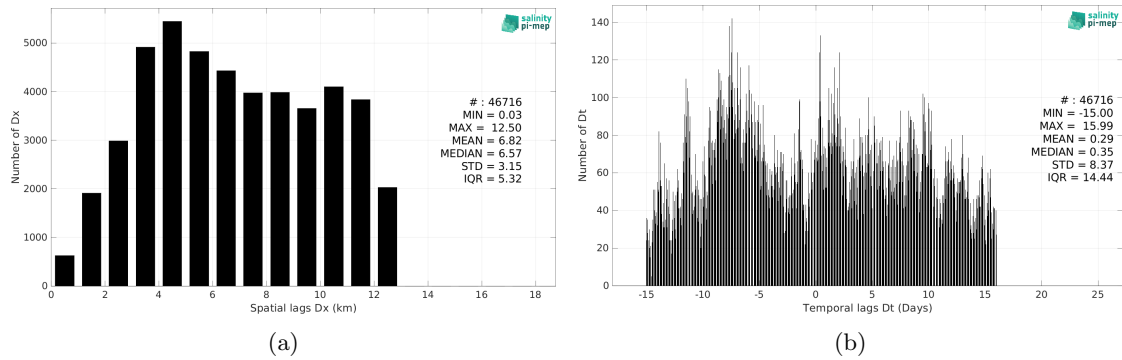 salinity
pi-mep
5000
4000
3000
2000
1000
0
Number of Dx
# : 46716
MIN = 0.03
MAX = 12.50
MEAN = 6.82
MEDIAN = 6.57
STD = 3.15
IQR = 5.32
0 2 4 6 8 10 12 14 16 18
Spatial lags Dx (km)
(a)
salinity
pi-mep
140
120
100
80
60
40
20
0
Number of Dt
# : 46716
MIN = -15.00
MAX = 15.99
MEAN = 0.29
MEDIAN = 0.35
STD = 8.37
IQR = 14.44
-15 -10 -5 0 5 10 15 20 25
Temporal lags Dt (Days)
(b)